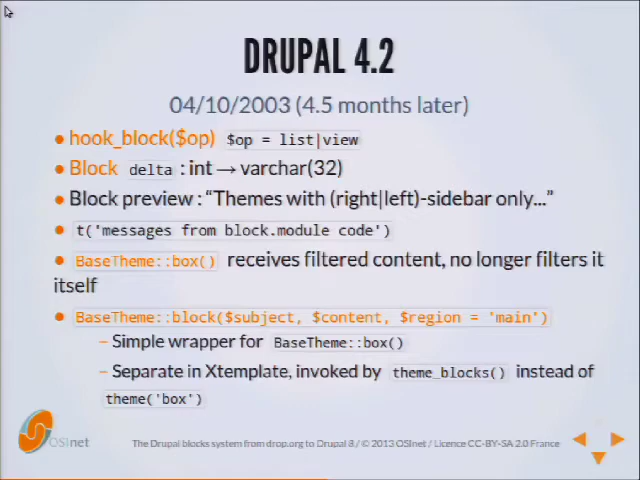 DRUPAL 4.2
04/10/2003 (4.5 months later)
● hook_block($op) $op = list|view
● Block delta : int → varchar(32)
● Block preview : “Themes with (right|left)-sidebar only...”
● t('messages from block.module code')
● BaseTheme::box() receives filtered content, no longer filters it
itself
● BaseTheme::block($subject, $content, $region = 'main')
– Simple wrapper for BaseTheme::box()
– Separate in Xtemplate, invoked by theme_blocks() instead of
theme('box')
OSInet
The Drupal blocks system from drop.org to Drupal 8 / © 2013 OSInet / Licence CC-BY-SA 2.0 France